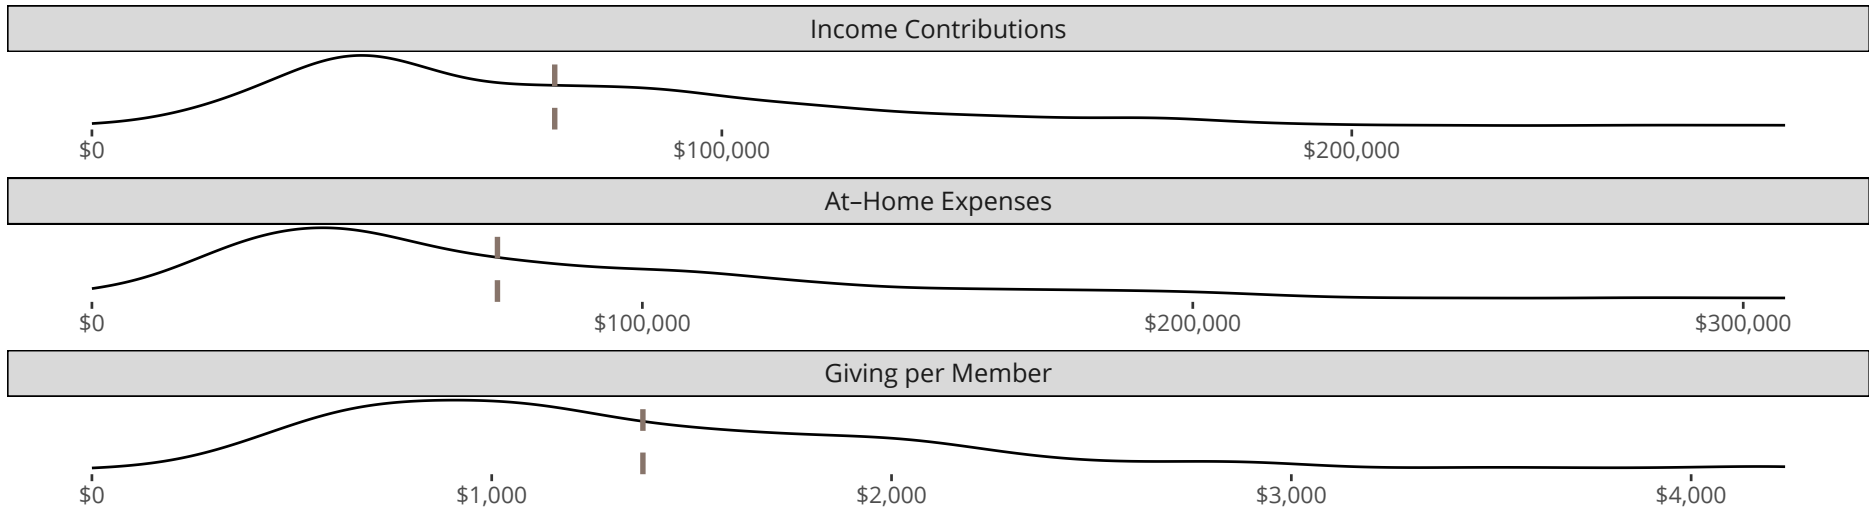 Income Contributions
$0 $100,000 $200,000
At–Home Expenses
$0 $100,000 $200,000 $300,000
Giving per Member
$0 $1,000 $2,000 $3,000 $4,000